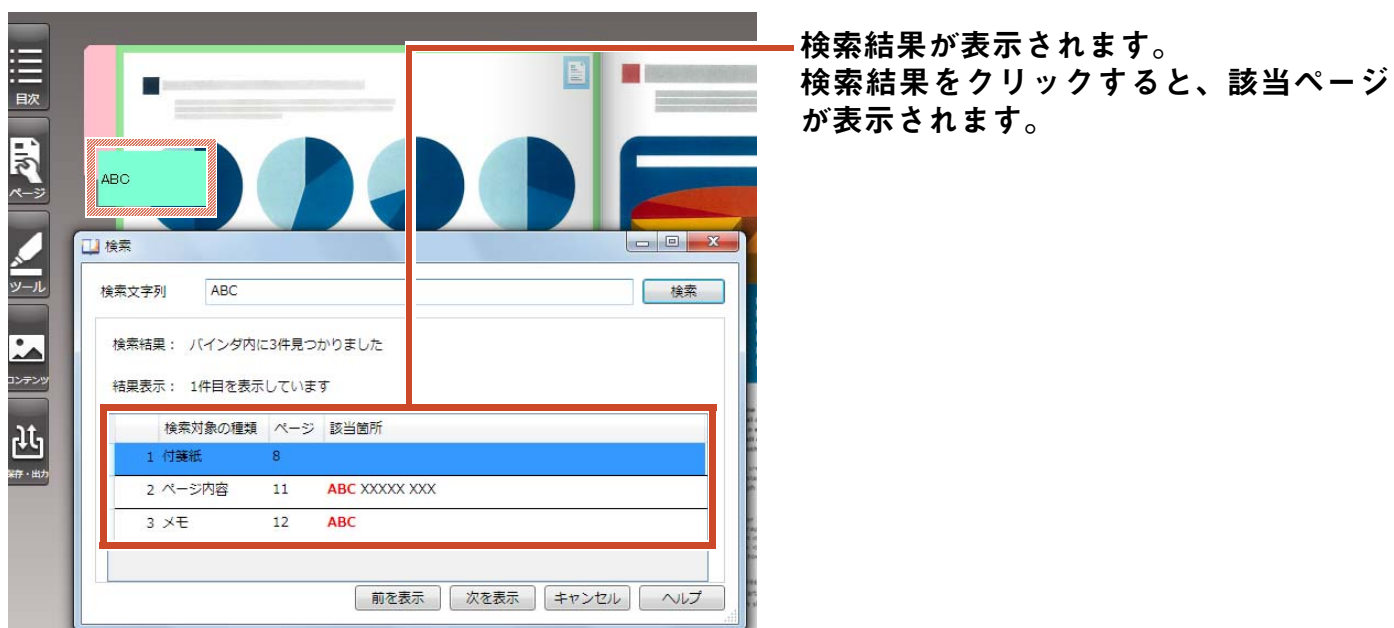 検索結果が表示されます。
検索結果をクリックすると、該当ページ
が表示されます。
目次
ページ
ツール
コンテンツ
保存・出力
ABC
検索
検索文字列 ABC 検索
検索結果： バインダ内に3件見つかりました
結果表示： 1件目を表示しています
検索対象の種類 ページ 該当箇所
1 付箋紙 8
2 ページ内容 11 ABC XXXXX XXX
3 メモ 12 ABC
前を表示 次を表示 キャンセル ヘルプ